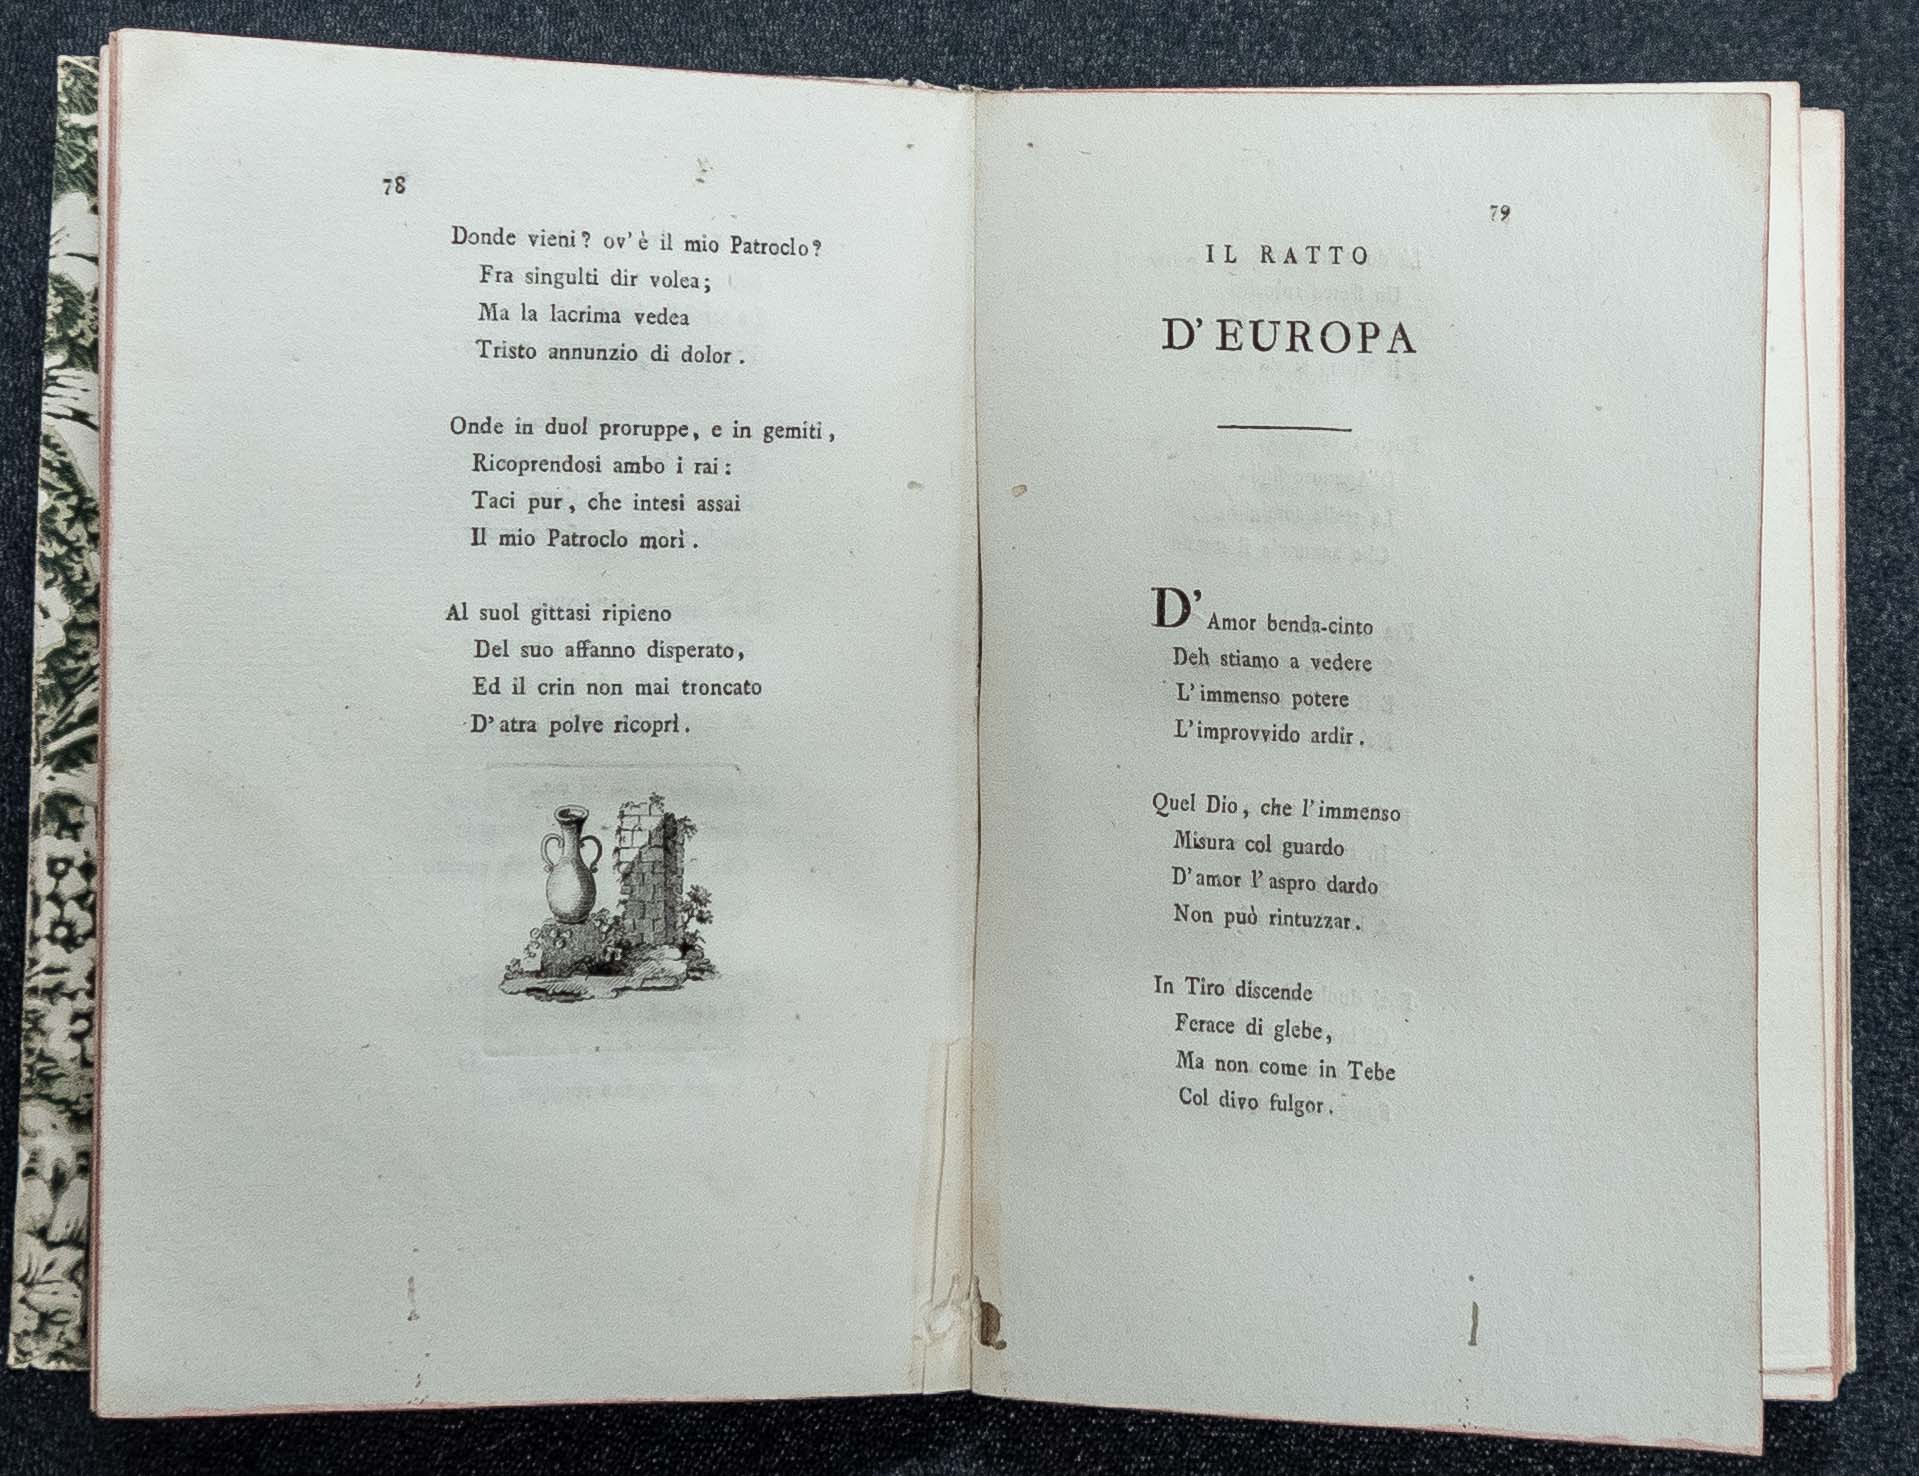 78
Donde vieni? ov'è il mio Patroclo?
Fra singulti dir volea;
Ma la lacrima vedea
Tristo annunzio di dolor.
Onde in duol proruppe, e in gemiti,
Ricoprendosi ambo i rai:
Taci pur, che intesi assai
Il mio Patroclo morì.
Al suol gittasi ripieno
Del suo affanno disperato,
Ed il crin non mai troncato
D'atra polve ricoprì.
79
IL RATTO
D'EUROPA
D'Amor benda-cinto
Deh stiamo a vedere
L'immenso potere
L'improvvido ardir.
Quel Dio, che l'immenso
Misura col guardo
D'amor l'aspro dardo
Non può rintuzzar.
In Tiro discende
Ferace di glebe,
Ma non come in Tebe
Col divo fulgor.